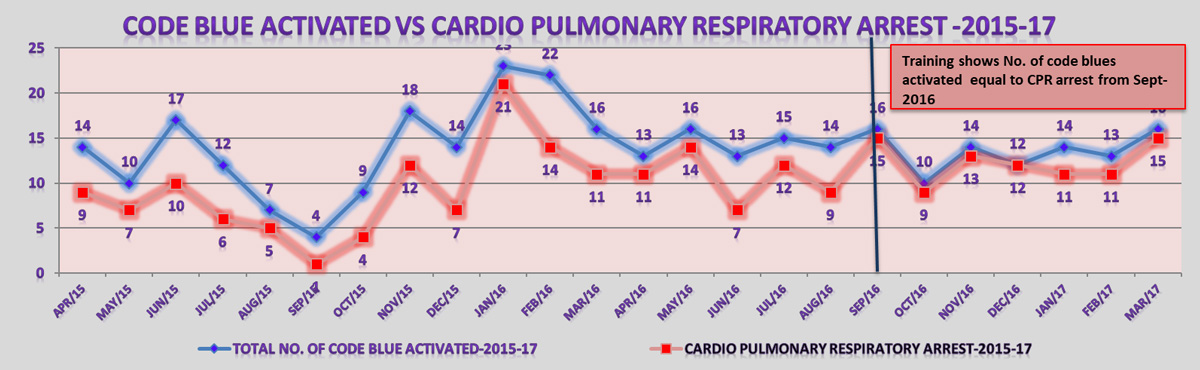 CODE BLUE ACTIVATED VS CARDIO PULMONARY RESPIRATORY ARREST -2015-17
Training shows No. of code blues
activated equal to CPR arrest from Sept-
2016
25
20
15
10
5
0
14
10
17
12
7
4
9
18
14
23
22
16
13
16
13
15
14
16
10
14
12
14
13
16
9
7
10
6
5
4
12
7
21
14
11
11
14
7
12
9
15
9
13
12
11
11
15
APR/15
MAY/15
JUN/15
JUL/15
AUG/15
OCT/15
NOV/15
DEC/15
JAN/16
FEB/16
MAR/16
APR/16
MAY/16
JUN/16
JUL/16
AUG/16
SEP/16
OCT/16
NOV/16
DEC/16
JAN/17
FEB/17
MAR/17
TOTAL NO. OF CODE BLUE ACTIVATED-2015-17
CARDIO PULMONARY RESPIRATORY ARREST-2015-17